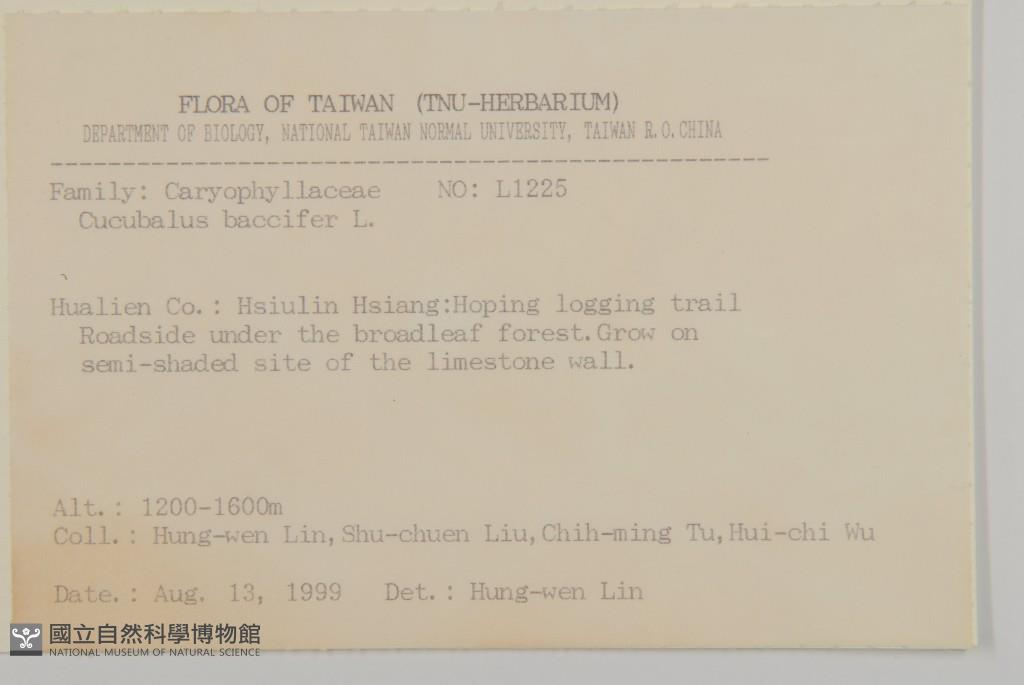 FLORA OF TAIWAN (TNU-HERBARIUM)
DEPARTMENT OF BIOLOGY, NATIONAL TAIWAN NORMAL UNIVERSITY, TAIWAN R.O.CHINA
--------------------------------------------------
Family: Caryophyllaceae NO: L1225
Cucubalus baccifer L.
Hualien Co.: Hsiulin Hsiang:Hoping logging trail
Roadside under the broadleaf forest.Grow on
semi-shaded site of the limestone wall.
Alt.: 1200-1600m
Coll.: Hung-wen Lin,Shu-chuen Liu,Chih-ming Tu,Hui-chi Wu
Date.: Aug. 13, 1999 Det.: Hung-wen Lin
國立自然科學博物館
NATIONAL MUSEUM OF NATURAL SCIENCE